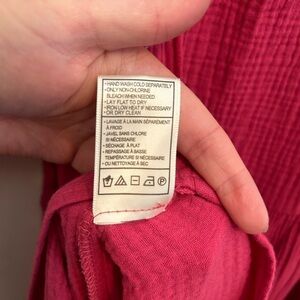 • HAND WASH COLD SEPARATELY
• ONLY NON-CHLORINE
BLEACH WHEN NEEDED
• LAY FLAT TO DRY
• IRON LOW HEAT IF NECESSARY
• OR DRY CLEAN
• LAVAGE À LA MAIN SÉPARÉMENT
À FROID
• JAVEL SANS CHLORE
SI NÉCESSAIRE
• SÉCHAGE À PLAT
• REPASSAGE À BASSE
TEMPÉRATURE SI NÉCESSAIRE
• OU NETTOYAGE À SEC